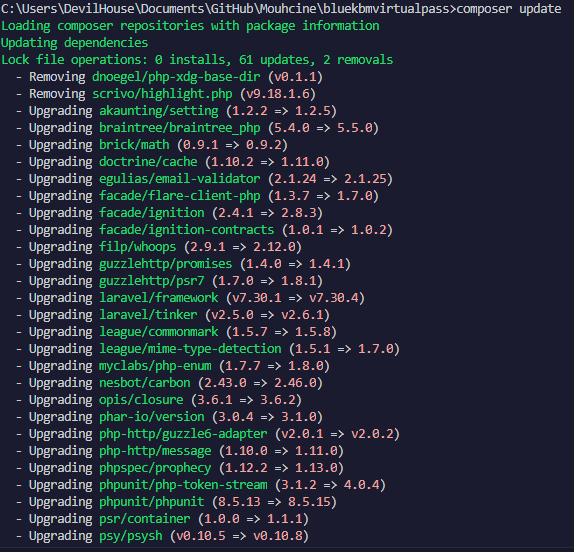 C:\Users\DevilHouse\Documents\GitHub\Mouhcine\bluekbmvirtualpass>composer update
Loading composer repositories with package information
Updating dependencies
Lock file operations: 0 installs, 61 updates, 2 removals
- Removing dnoegel/php-xdg-base-dir (v0.1.1)
- Removing scrivo/highlight.php (v9.18.1.6)
- Upgrading akaunting/setting (1.2.2 => 1.2.5)
- Upgrading braintree/braintree_php (5.4.0 => 5.5.0)
- Upgrading brick/math (0.9.1 => 0.9.2)
- Upgrading doctrine/cache (1.10.2 => 1.11.0)
- Upgrading egulias/email-validator (2.1.24 => 2.1.25)
- Upgrading facade/flare-client-php (1.3.7 => 1.7.0)
- Upgrading facade/ignition (2.4.1 => 2.8.3)
- Upgrading facade/ignition-contracts (1.0.1 => 1.0.2)
- Upgrading filp/whoops (2.9.1 => 2.12.0)
- Upgrading guzzlehttp/promises (1.4.0 => 1.4.1)
- Upgrading guzzlehttp/psr7 (1.7.0 => 1.8.1)
- Upgrading laravel/framework (v7.30.1 => v7.30.4)
- Upgrading laravel/tinker (v2.5.0 => v2.6.1)
- Upgrading league/commonmark (1.5.7 => 1.5.8)
- Upgrading league/mime-type-detection (1.5.1 => 1.7.0)
- Upgrading myclabs/php-enum (1.7.7 => 1.8.0)
- Upgrading nesbot/carbon (2.43.0 => 2.46.0)
- Upgrading opis/closure (3.6.1 => 3.6.2)
- Upgrading phar-io/version (3.0.4 => 3.1.0)
- Upgrading php-http/guzzle6-adapter (v2.0.1 => v2.0.2)
- Upgrading php-http/message (1.10.0 => 1.11.0)
- Upgrading phpspec/prophecy (1.12.2 => 1.13.0)
- Upgrading phpunit/php-token-stream (3.1.2 => 4.0.4)
- Upgrading phpunit/phpunit (8.5.13 => 8.5.15)
- Upgrading psr/container (1.0.0 => 1.1.1)
- Upgrading psy/psysh (v0.10.5 => v0.10.8)